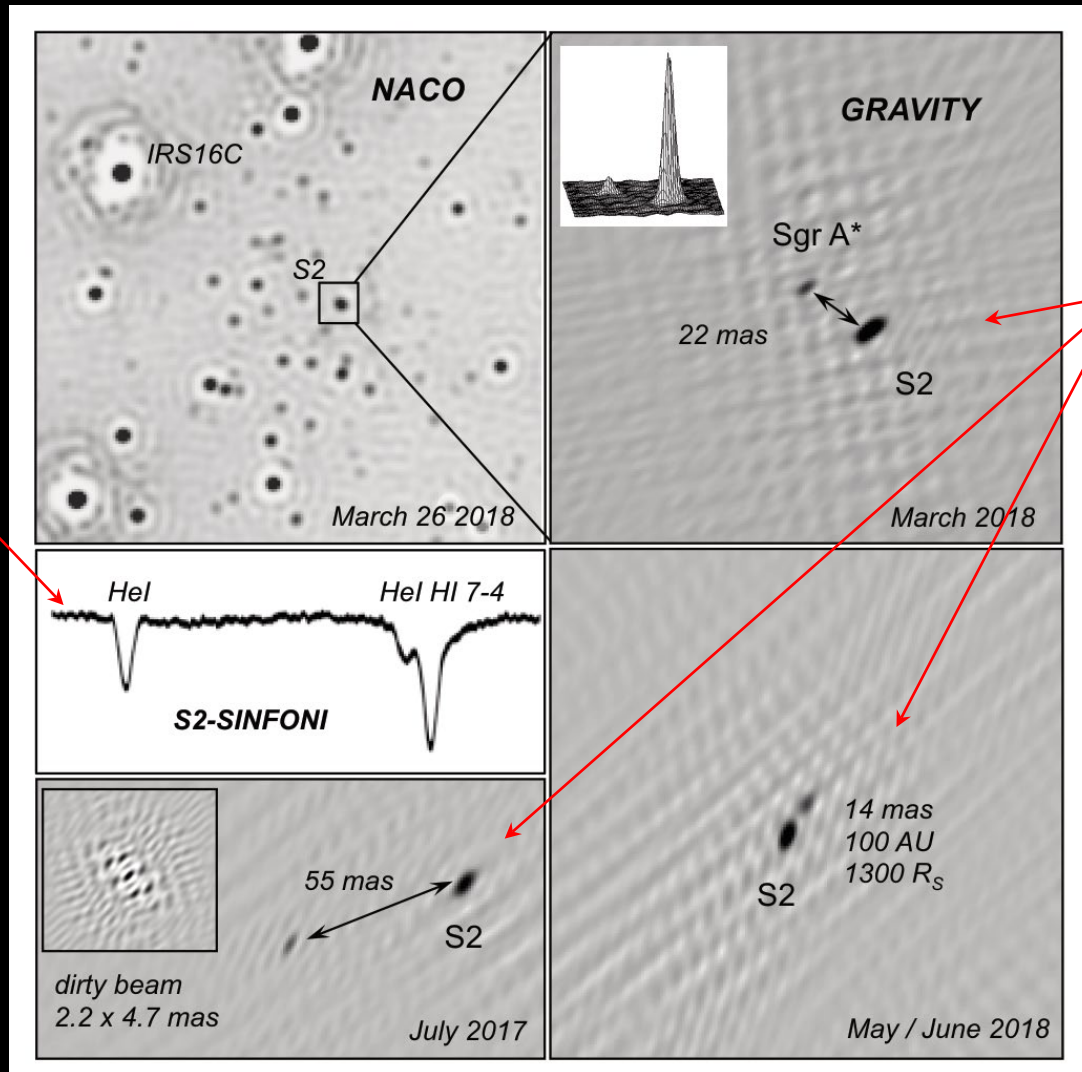 NACO
IRS16C
S2
March 26 2018
GRAVITY
Sgr A*
22 mas
S2
March 2018
HeI
HeI HI 7-4
S2-SINFONI
55 mas
S2
dirty beam
2.2 x 4.7 mas
July 2017
14 mas
100 AU
1300 RS
S2
May / June 2018